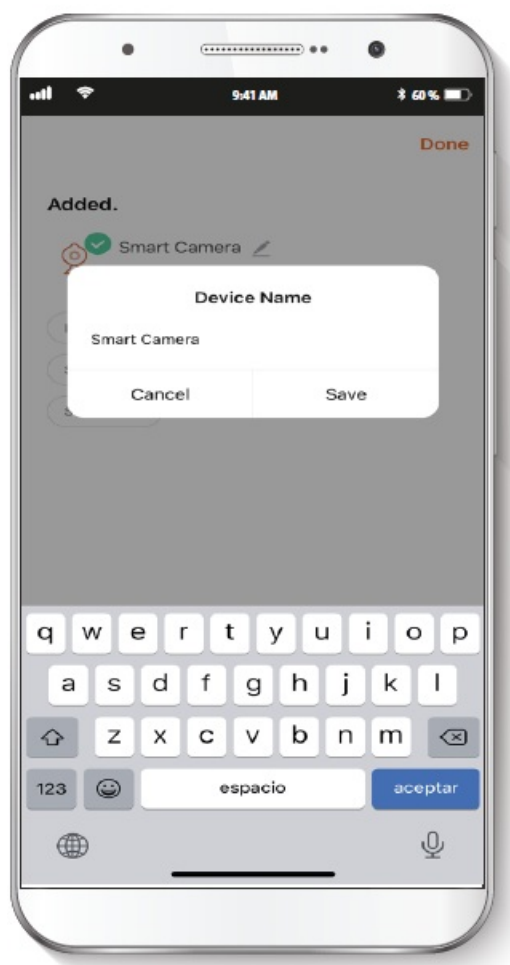 9:41 AM
60 %
Done
Added.
Smart Camera
Device Name
Smart Camera
Cancel Save
q w e r t y u i o p
a s d f g h j k l
z x c v b n m
123 espacio aceptar